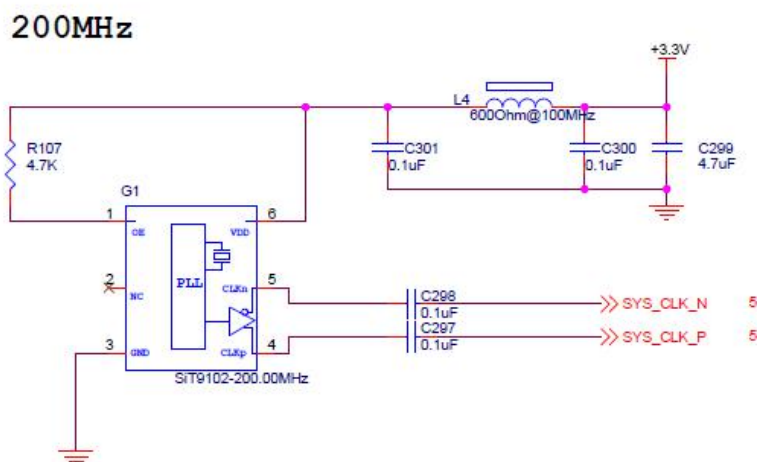 200MHz
+3.3V
L4
600Ohm@100MHz
R107
4.7K
C301
0.1uF
C300
0.1uF
C299
4.7uF
G1
1
OE
VDD
6
2
NC
PLL
CLKn
5
C298
0.1uF
SYS_CLK_N
5
3
GND
CLKp
4
C297
0.1uF
SYS_CLK_P
5
SiT9102-200.00MHz